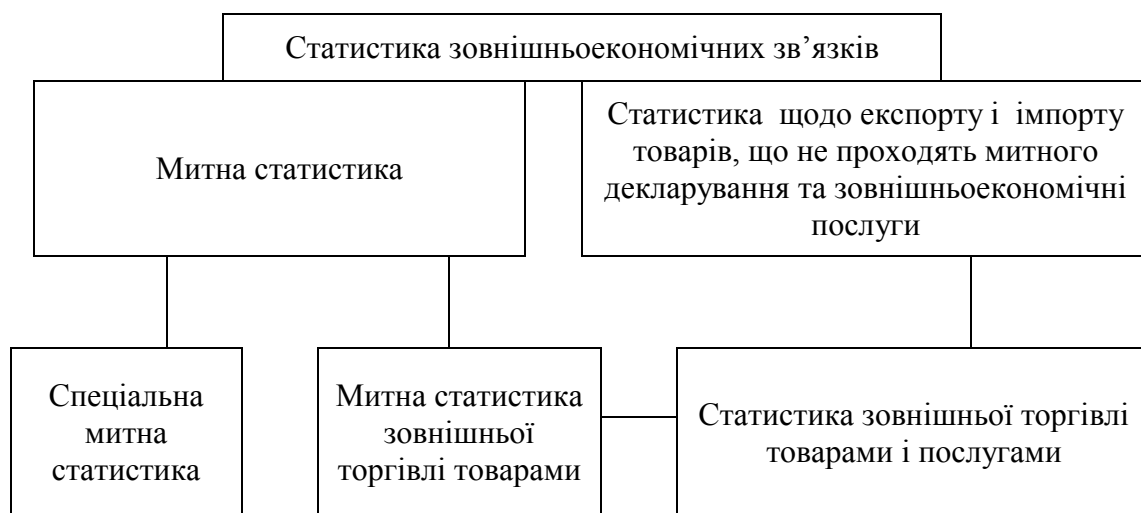 Статистика зовнішньоекономічних зв’язків
Митна статистика
Статистика щодо експорту і імпорту
товарів, що не проходять митного
декларування та зовнішньоекономічні
послуги
Спеціальна
митна
статистика
Митна статистика
зовнішньої
торгівлі товарами
Статистика зовнішньої торгівлі
товарами і послугами